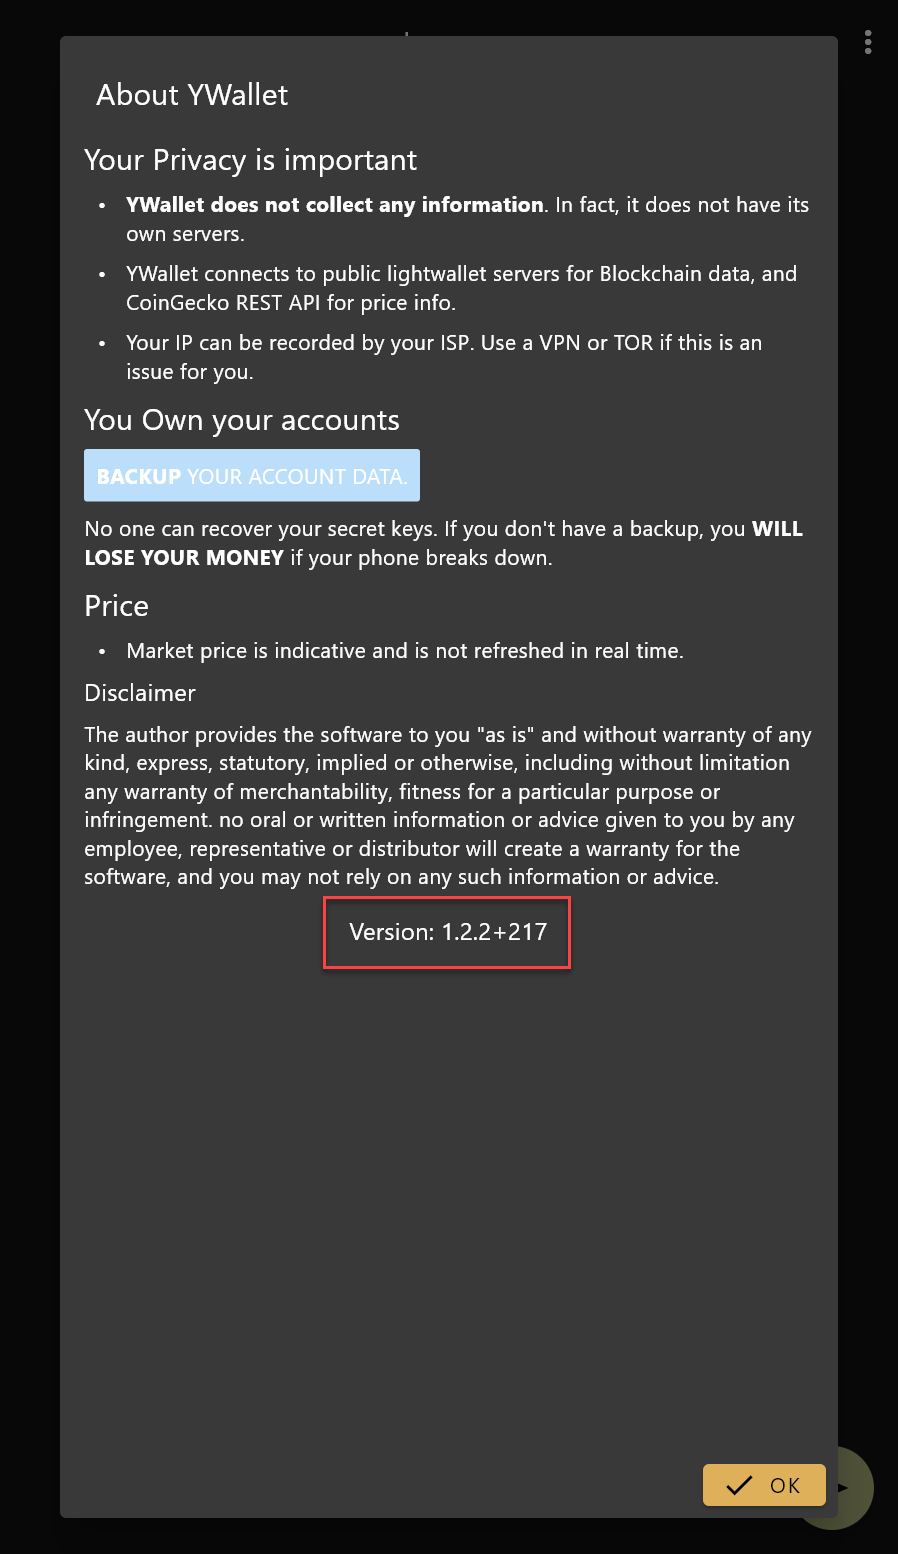 About YWallet
Your Privacy is important
• YWallet does not collect any information. In fact, it does not have its
own servers.
• YWallet connects to public lightwallet servers for Blockchain data, and
CoinGecko REST API for price info.
• Your IP can be recorded by your ISP. Use a VPN or TOR if this is an
issue for you.
You Own your accounts
BACKUP YOUR ACCOUNT DATA.
No one can recover your secret keys. If you don't have a backup, you WILL
LOSE YOUR MONEY if your phone breaks down.
Price
• Market price is indicative and is not refreshed in real time.
Disclaimer
The author provides the software to you "as is" and without warranty of any
kind, express, statutory, implied or otherwise, including without limitation
any warranty of merchantability, fitness for a particular purpose or
infringement. no oral or written information or advice given to you by any
employee, representative or distributor will create a warranty for the
software, and you may not rely on any such information or advice.
Version: 1.2.2+217
OK